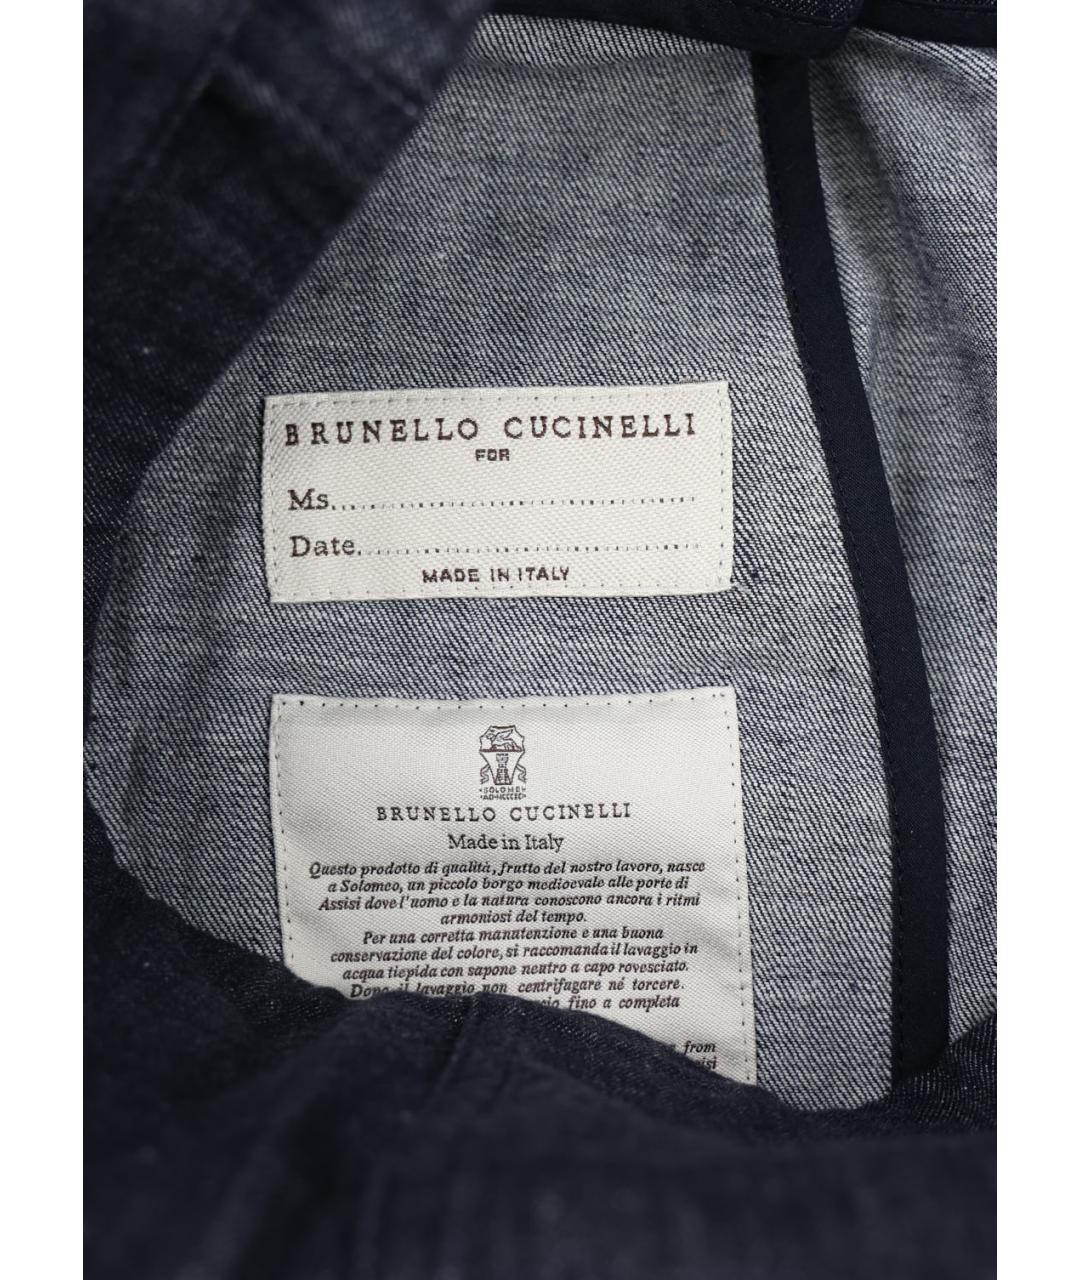 BRUNELLO CUCINELLI
FOR
Ms.
Date.
MADE IN ITALY
SOLOMEO
BRUNELLO CUCINELLI
Made in Italy
Questo prodotto di qualità, frutto del nostro lavoro, nasce
a Solomeo, un piccolo borgo medioevale alle porte di
Assisi dove l'uomo e la natura conoscono ancora i ritmi
armoniosi del tempo.
Per una corretta manutenzione e una buona
conservazione del colore, si raccomanda il lavaggio in
acqua tiepida con sapone neutro a capo rovesciato.
Dopo il lavaggio non centrifugare né torcere.
fino a completa
from